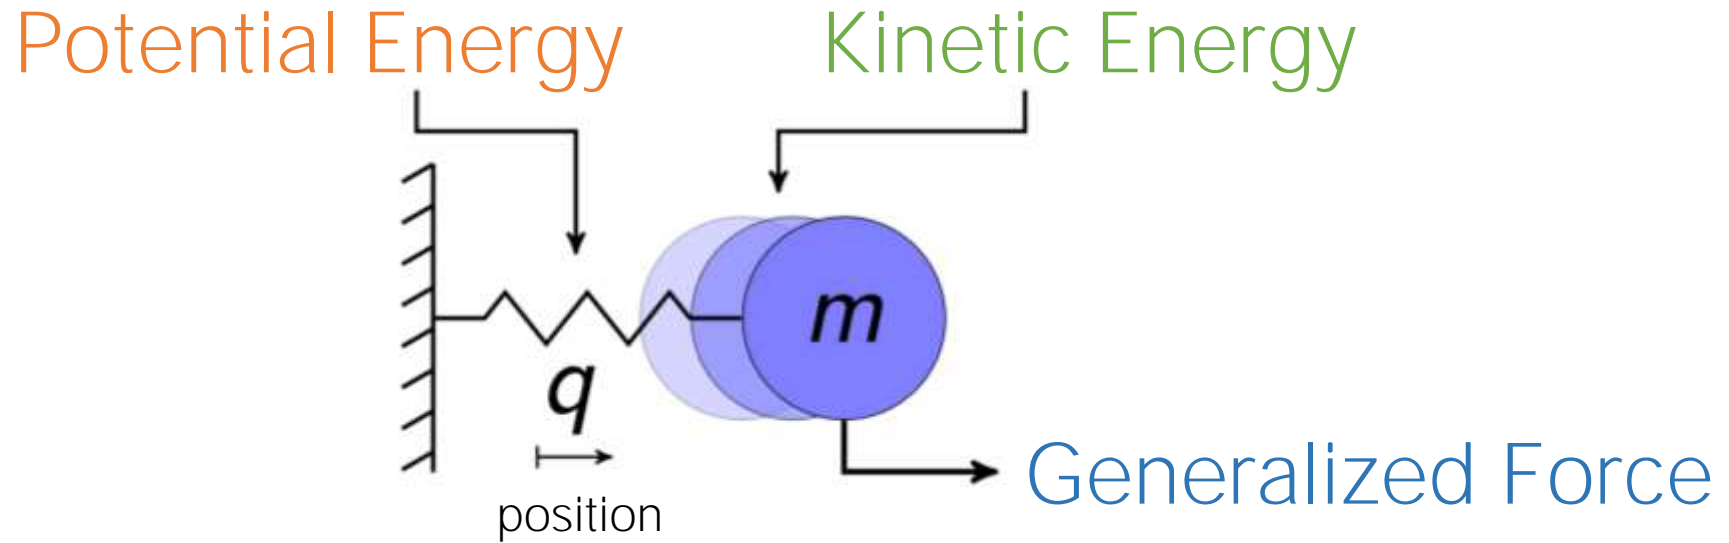 Potential Energy
Kinetic Energy
m
q
position
Generalized Force